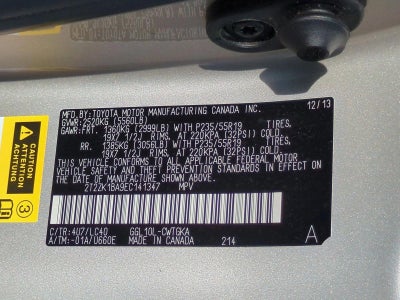 MFD.BY: TOYOTA MOTOR MANUFACTURING CANADA INC. 12/13
GVWR: 2520KG (5560LB)
GAWR: FRT. 1360KG (2999LB) WITH P235/55R19 TIRES,
19X7 1/2J RIMS, AT 220KPA (32PSI) COLD.
RR. 1385KG (3056LB) WITH P235/55R19 TIRES,
19X7 1/2J RIMS, AT 220KPA (32PSI) COLD.
THIS VEHICLE CONFORMS TO ALL APPLICABLE FEDERAL MOTOR
VEHICLE SAFETY AND THEFT PREVENTION STANDARDS IN EFFECT
ON THE DATE OF MANUFACTURE SHOWN ABOVE.
2T2ZK1BA9EC141347 MPV
C/TR: 4U7/LC40 GGL10L-CWTGKA
A/TM: -01A/U660E MADE IN CANADA 214 A
CAUTION
ATTENTION
ACHTUNG
3